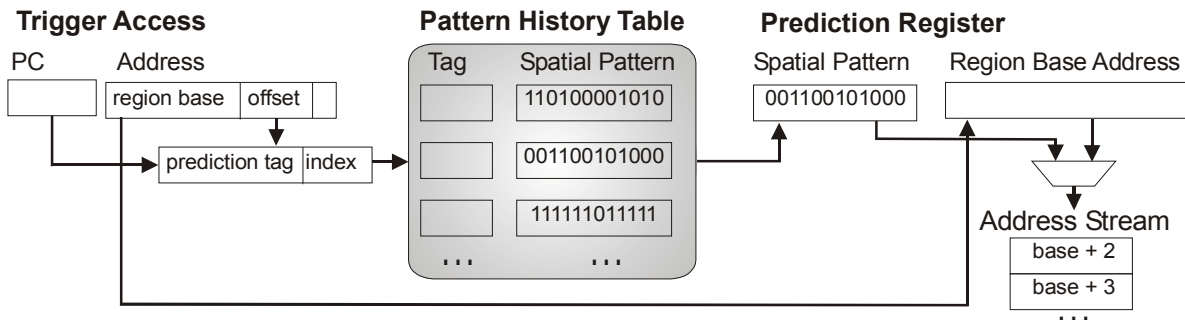 Trigger Access
Pattern History Table
Prediction Register
PC
Address
Tag
Spatial Pattern
Spatial Pattern
Region Base Address
region base
offset
prediction tag
index
110100001010
001100101000
111111011111
...
...
001100101000
Address Stream
base + 2
base + 3
...